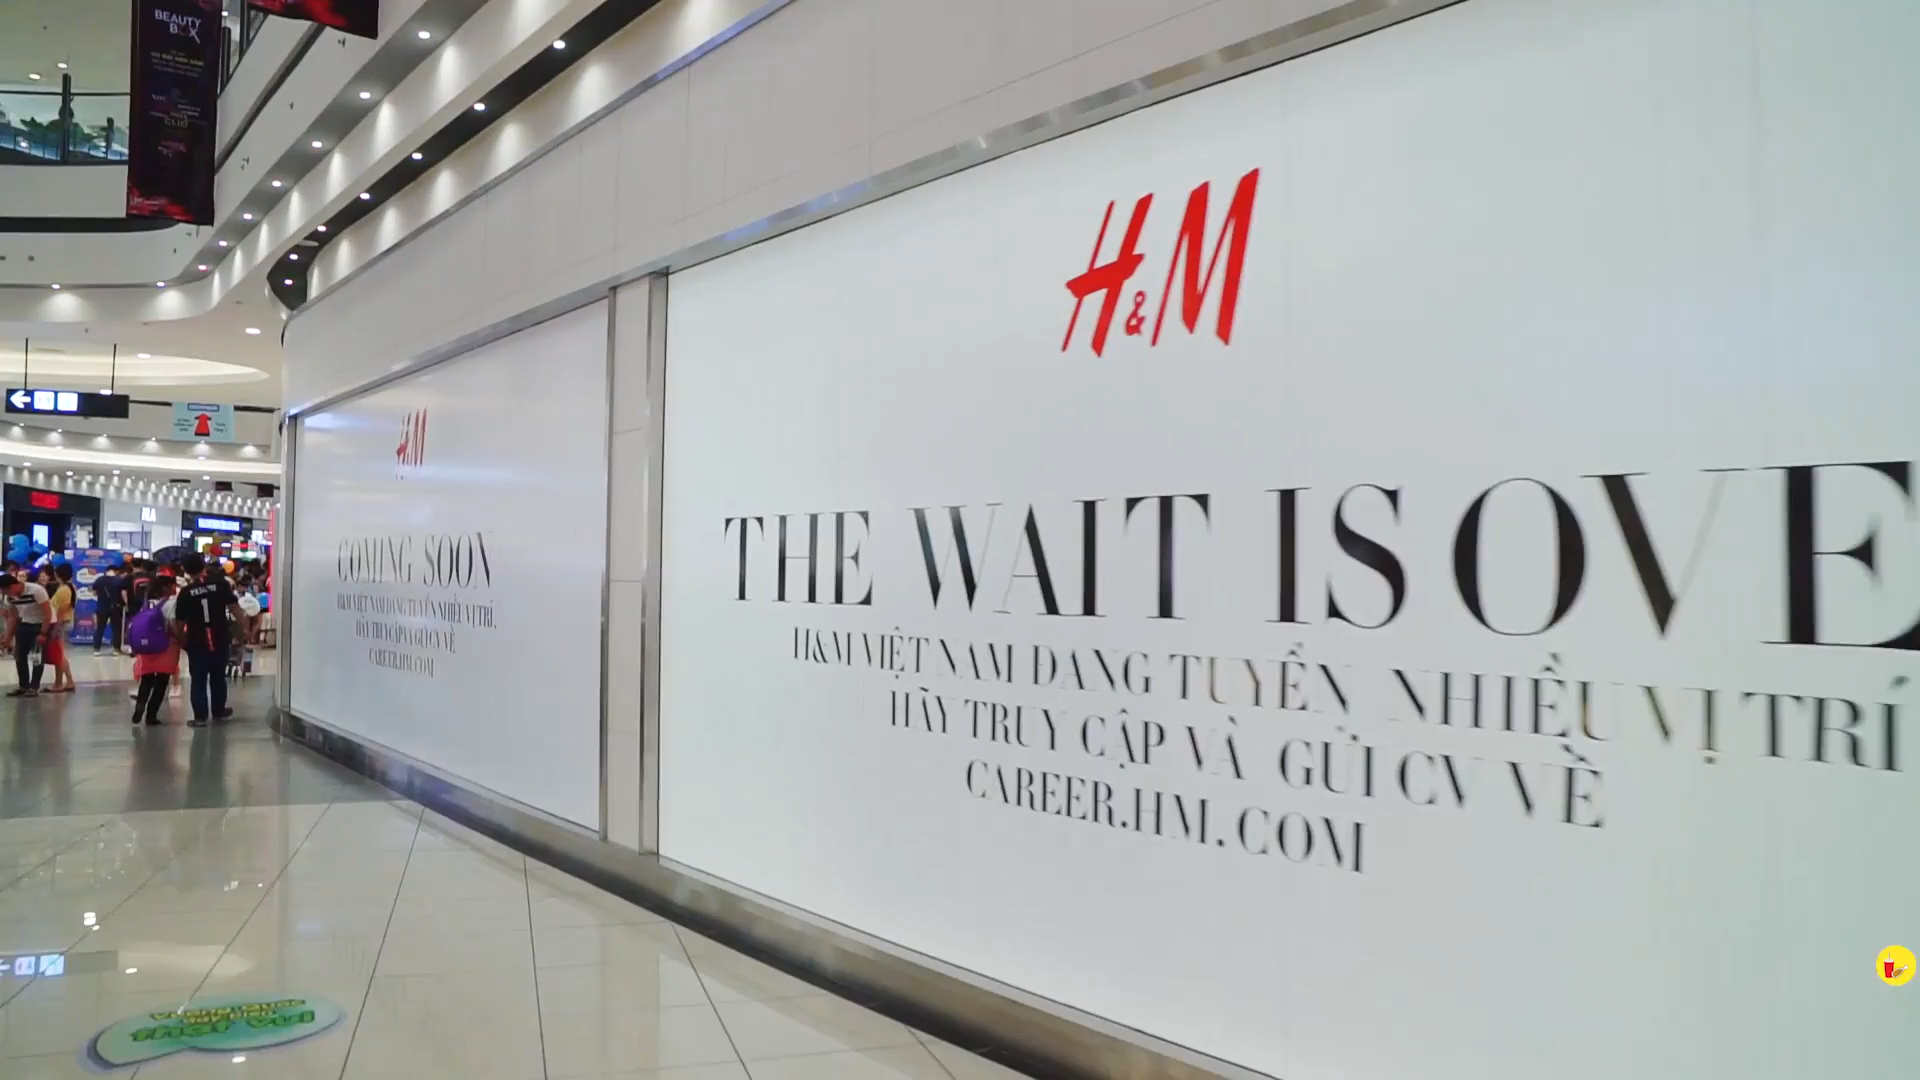 BEAUTY
BOX
CLIO
H&M
COMING SOON
H&M VIỆT NAM ĐANG TUYỂN NHIỀU VỊ TRÍ,
HÃY TRUY CẬP VÀ GỬI CV VỀ
CAREER.HM.COM
H&M
THE WAIT IS OVE
H&M VIỆT NAM ĐANG TUYỂN NHIỀU VỊ TRÍ
HÃY TRUY CẬP VÀ GỬI CV VỀ
CAREER.HM.COM
1